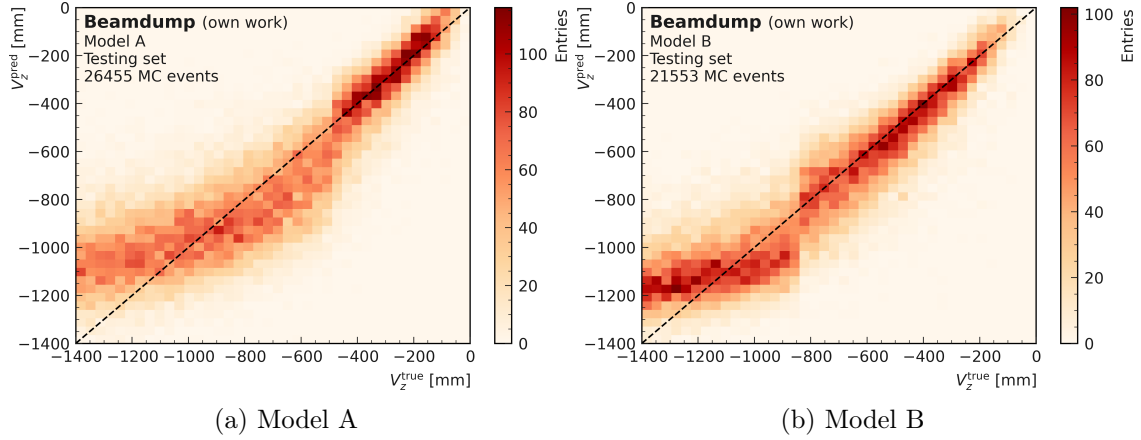 Beamdump (own work)
Model A
Testing set
26455 MC events
V_z^pred [mm]
0
−200
−400
−600
−800
−1000
−1200
−1400
−1400 −1200 −1000 −800 −600 −400 −200 0
V_z^true [mm]
Entries
100
80
60
40
20
0
(a) Model A
Beamdump (own work)
Model B
Testing set
21553 MC events
V_z^pred [mm]
0
−200
−400
−600
−800
−1000
−1200
−1400
−1400 −1200 −1000 −800 −600 −400 −200 0
V_z^true [mm]
Entries
100
80
60
40
20
0
(b) Model B